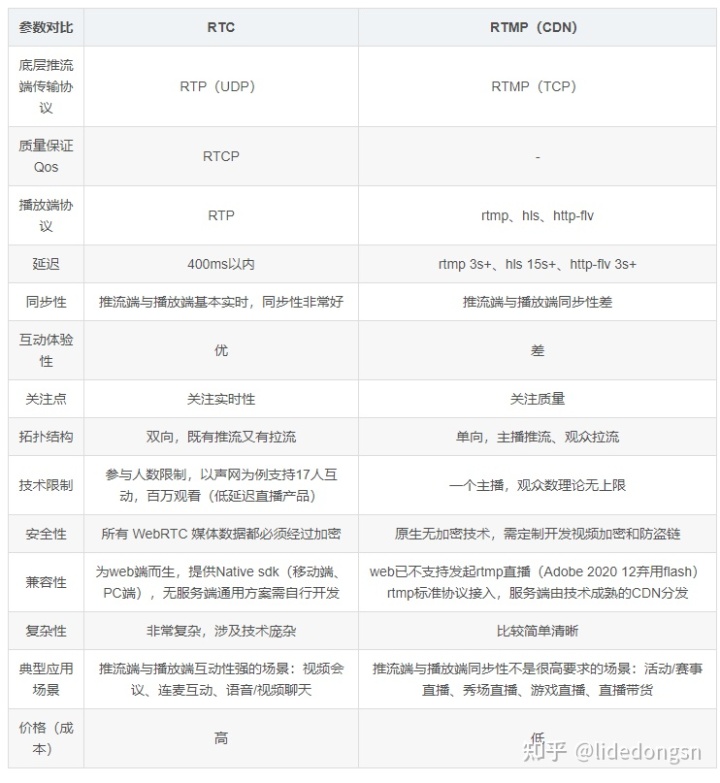 参数对比
RTC
RTMP（CDN）
底层推流
端传输协
议
RTP（UDP）
RTMP（TCP）
质量保证
Qos
RTCP
-
播放端协
议
RTP
rtmp、hls、http-flv
延迟
400ms以内
rtmp 3s+、hls 15s+、http-flv 3s+
同步性
推流端与播放端基本实时，同步性非常好
推流端与播放端同步性差
互动体验
性
优
差
关注点
关注实时性
关注质量
拓扑结构
双向，既有推流又有拉流
单向，主播推流、观众拉流
技术限制
参与人数限制，以声网为例支持17人互
动，百万观看（低延迟直播产品）
一个主播，观众数理论无上限
安全性
所有 WebRTC 媒体数据都必须经过加密
原生无加密技术，需定制开发视频加密和防盗链
兼容性
为web端而生，提供Native sdk（移动端、
PC端），无服务端通用方案需自行开发
web已不支持发起rtmp直播（Adobe 2020 12弃用flash）
rtmp标准协议接入，服务端由技术成熟的CDN分发
复杂性
非常复杂，涉及技术庞杂
比较简单清晰
典型应用
场景
推流端与播放端互动性强的场景：视频会
议、连麦互动、语音/视频聊天
推流端与播放端同步性不是很高要求的场景：活动/赛事
直播、秀场直播、游戏直播、直播带货
价格（成
本）
高
低
知乎 @lidedongsn